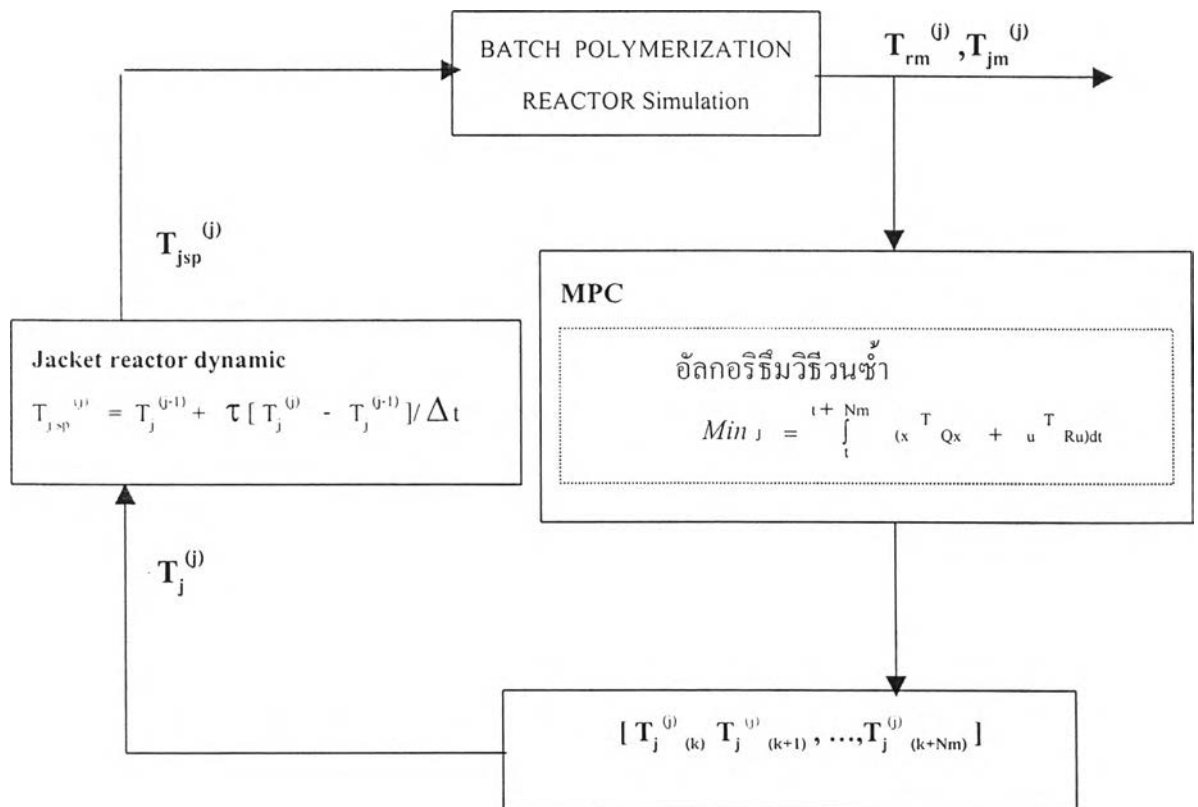 BATCH POLYMERIZATION
REACTOR Simulation
T_rm^(j) ,T_jm^(j)
T_jsp^(j)
MPC
อัลกอริธึมวิธีวนซ้ำ
Min J = ∫_t^(t + Nm) (x^T Qx + u^T Ru)dt
Jacket reactor dynamic
T_jsp^(j) = T_j^(j-1) + τ [ T_j^(j) - T_j^(j-1) ]/ Δt
T_j^(j)
[ T_j^(j)_(k) T_j^(j)_(k+1) , ...,T_j^(j)_(k+Nm) ]